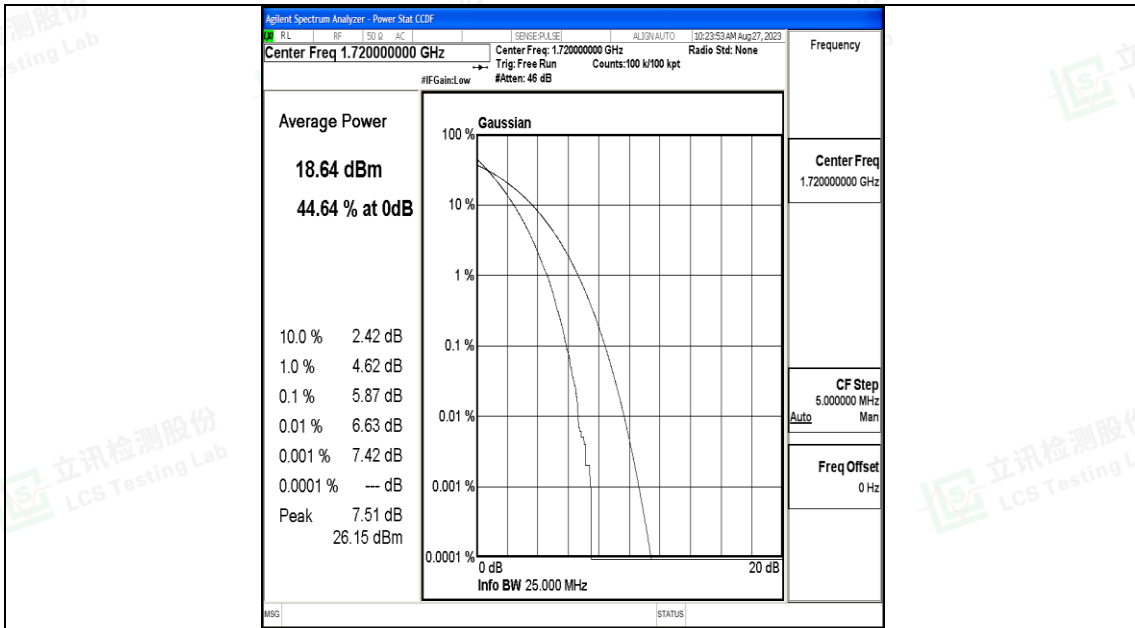 Agilent Spectrum Analyzer - Power Stat CCDF
RL RF 50 Ω AC SENSE:PULSE ALIGN AUTO 10:23:53 AM Aug 27, 2023
Center Freq 1.720000000 GHz
Center Freq: 1.720000000 GHz Radio Std: None
Trig: Free Run Counts:100 k/100 kpt
#IFGain:Low #Atten: 46 dB
Frequency
Center Freq
1.720000000 GHz
CF Step
5.000000 MHz
Auto Man
Freq Offset
0 Hz
Average Power
18.64 dBm
44.64 % at 0dB
10.0 % 2.42 dB
1.0 % 4.62 dB
0.1 % 5.87 dB
0.01 % 6.63 dB
0.001 % 7.42 dB
0.0001 % --- dB
Peak 7.51 dB
26.15 dBm
Gaussian
100 %
10 %
1 %
0.1 %
0.01 %
0.001 %
0.0001 %
0 dB 20 dB
Info BW 25.000 MHz
MSG STATUS
立讯检测股份
LCS Testing Lab
立讯检测股份
LCS Testing L